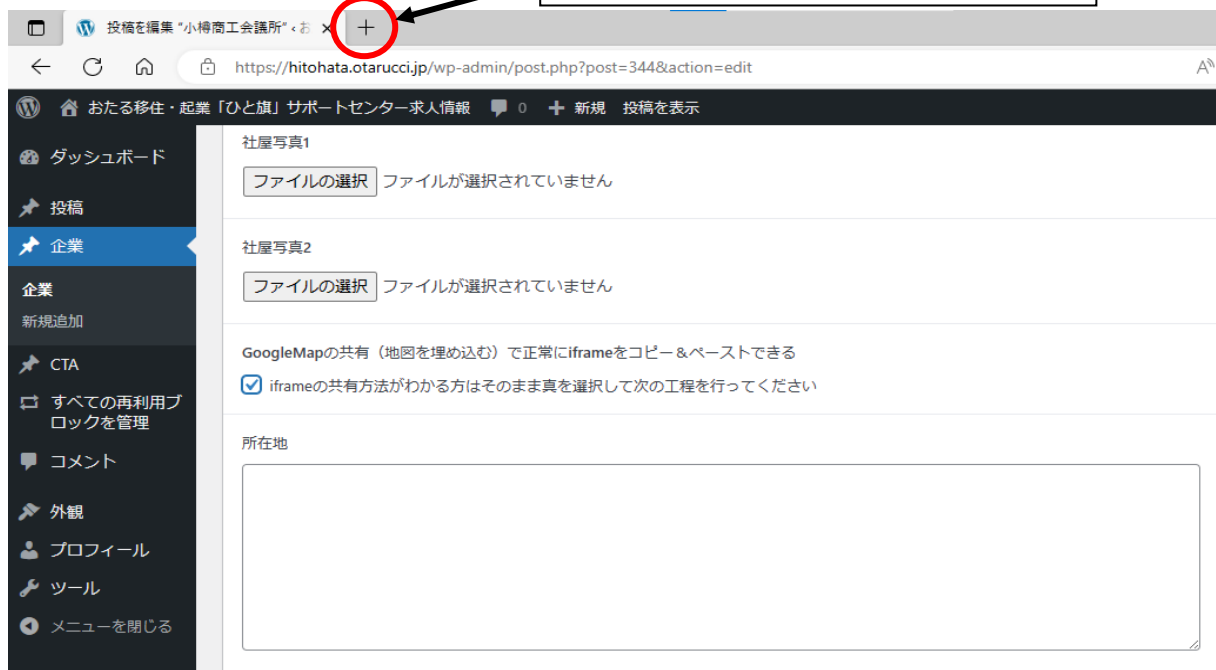 投稿を編集 "小樽商工会議所" ‹ お
https://hitohata.otarucci.jp/wp-admin/post.php?post=344&action=edit
おたる移住・起業「ひと旗」サポートセンター求人情報 0 新規 投稿を表示
ダッシュボード
投稿
企業
企業
新規追加
CTA
すべての再利用ブ
ロックを管理
コメント
外観
プロフィール
ツール
メニューを閉じる
社屋写真1
ファイルの選択 ファイルが選択されていません
社屋写真2
ファイルの選択 ファイルが選択されていません
GoogleMapの共有（地図を埋め込む）で正常にiframeをコピー＆ペーストできる
iframeの共有方法がわかる方はそのまま真を選択して次の工程を行ってください
所在地